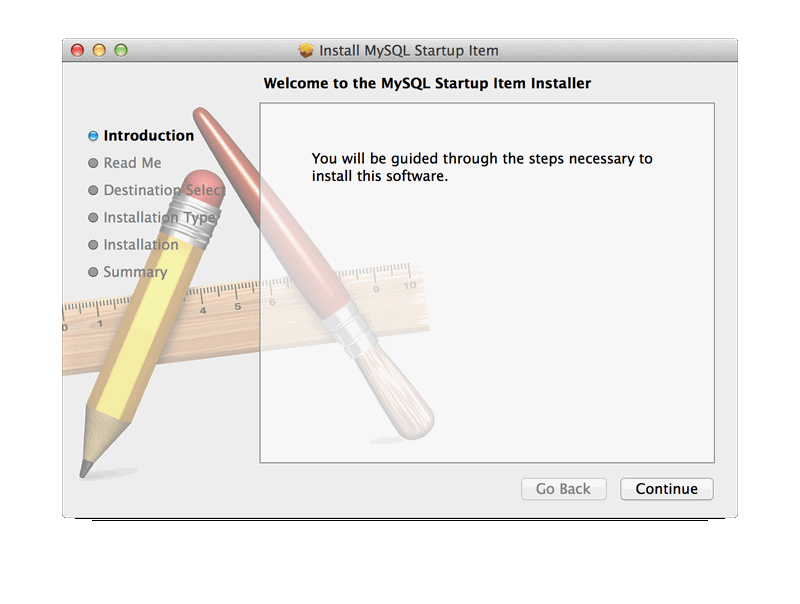 Install MySQL Startup Item
Welcome to the MySQL Startup Item Installer
Introduction
Read Me
Destination Select
Installation Type
Installation
Summary
You will be guided through the steps necessary to
install this software.
0 1 4 5 6 9 10
Go Back
Continue